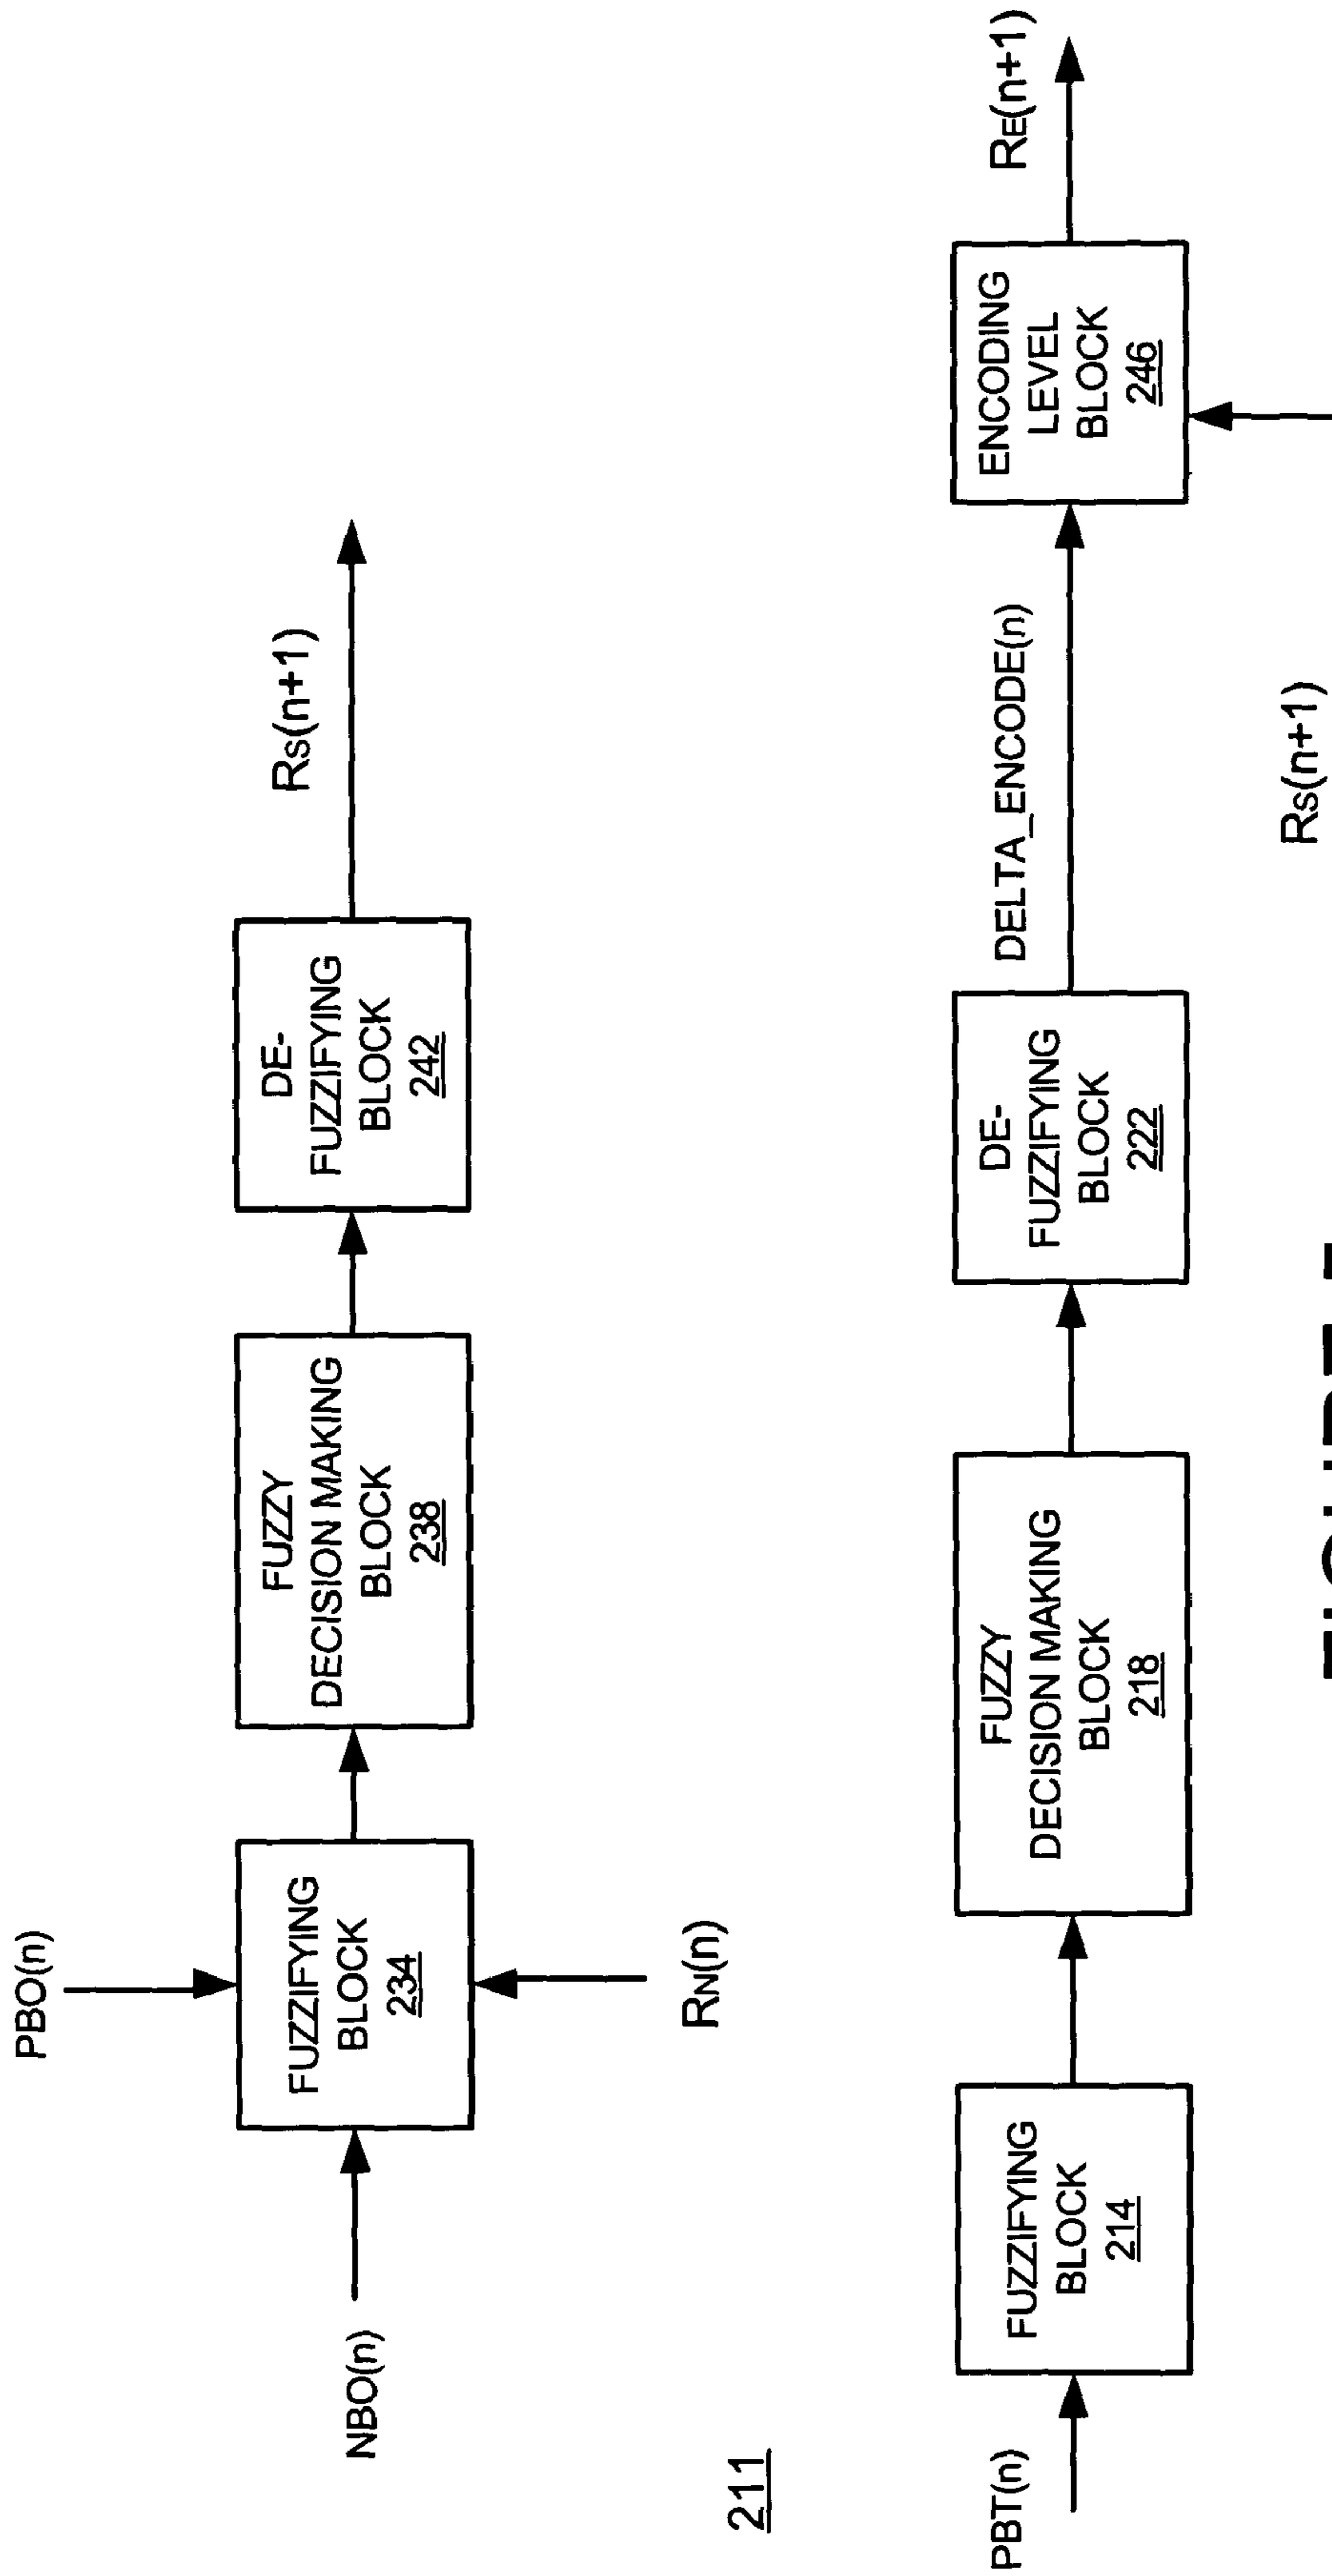 PBO(n)
NBO(n)
FUZZIFYING
BLOCK
234
RN(n)
FUZZY
DECISION MAKING
BLOCK
238
DE-
FUZZIFYING
BLOCK
242
RS(n+1)
211
PBT(n)
FUZZIFYING
BLOCK
214
FUZZY
DECISION MAKING
BLOCK
218
DE-
FUZZIFYING
BLOCK
222
DELTA_ENCODE(n)
ENCODING
LEVEL
BLOCK
246
RE(n+1)
RS(n+1)